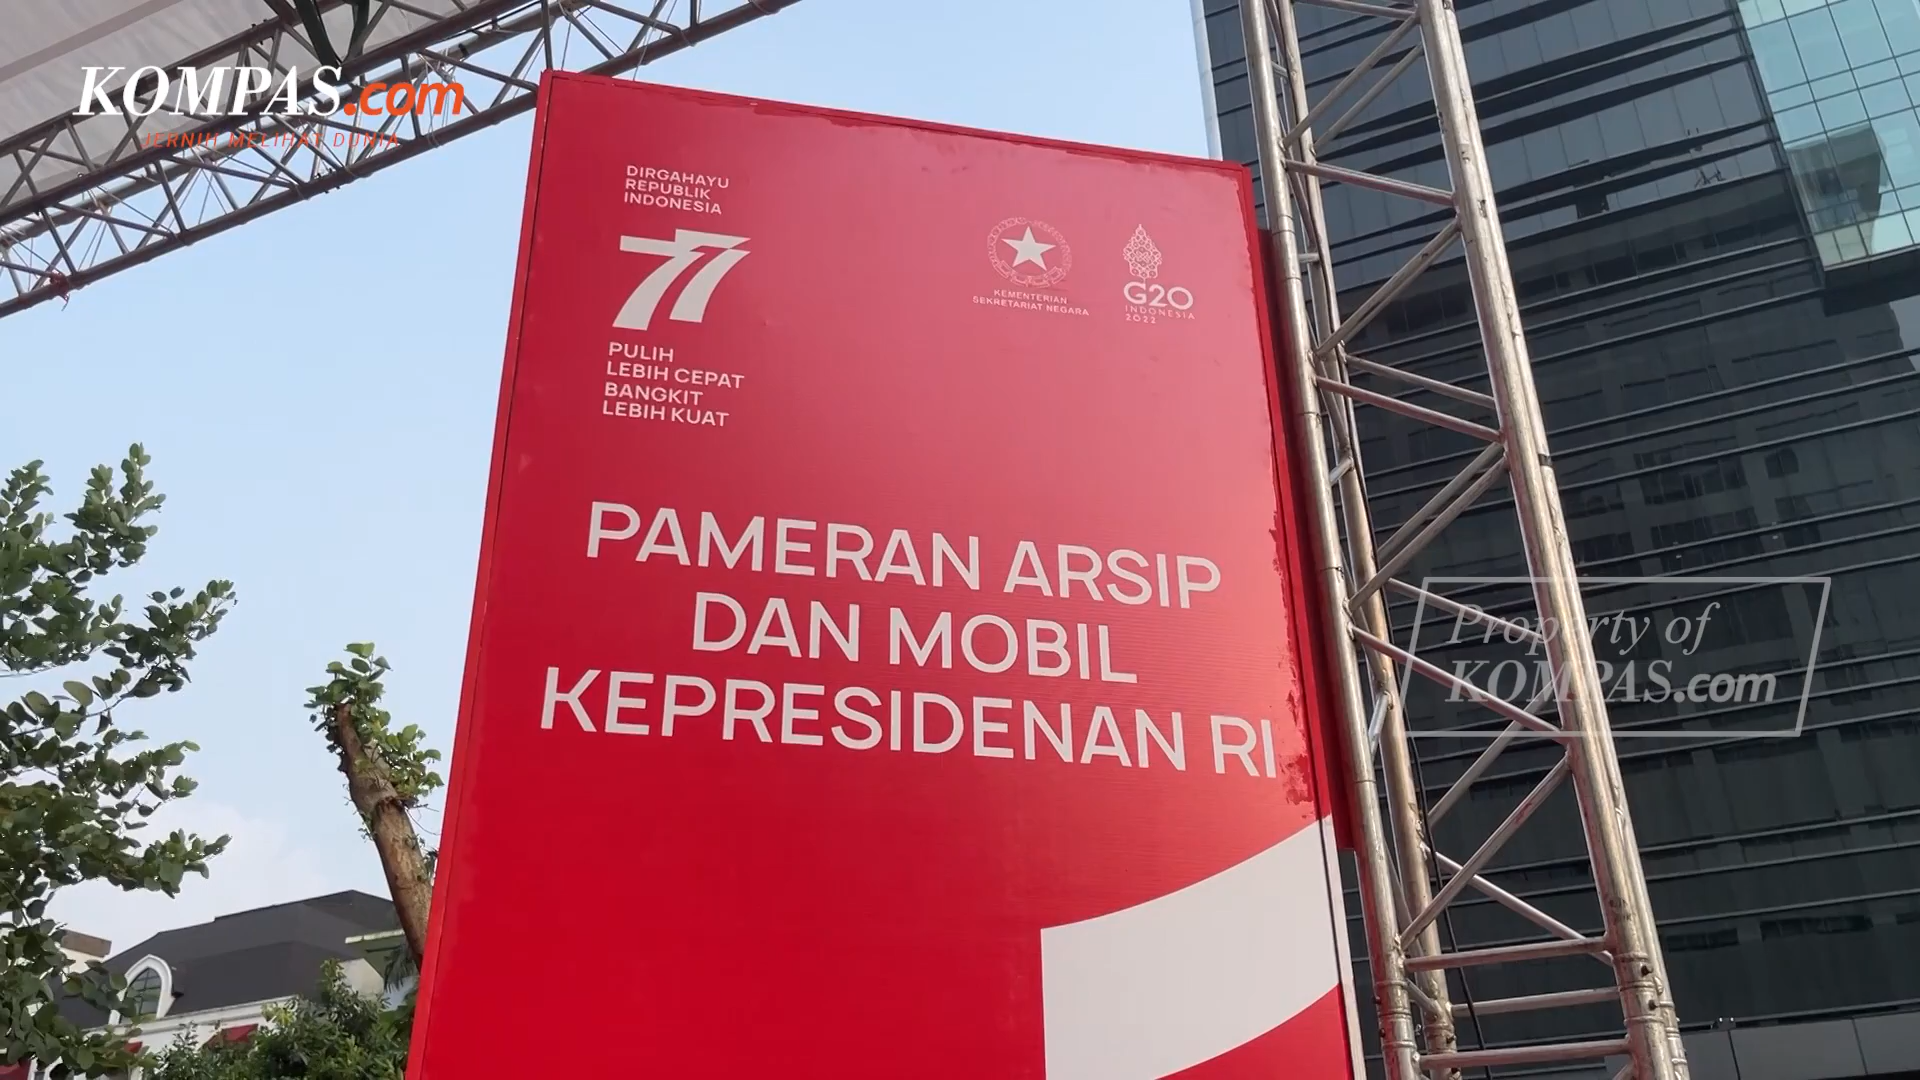 KOMPAS.com
JERNIH MELIHAT DUNIA
DIRGAHAYU
REPUBLIK
INDONESIA
77
PULIH
LEBIH CEPAT
BANGKIT
LEBIH KUAT
KEMENTERIAN
SEKRETARIAT NEGARA
G20
INDONESIA
2022
PAMERAN ARSIP
DAN MOBIL
KEPRESIDENAN RI
Property of
KOMPAS.com